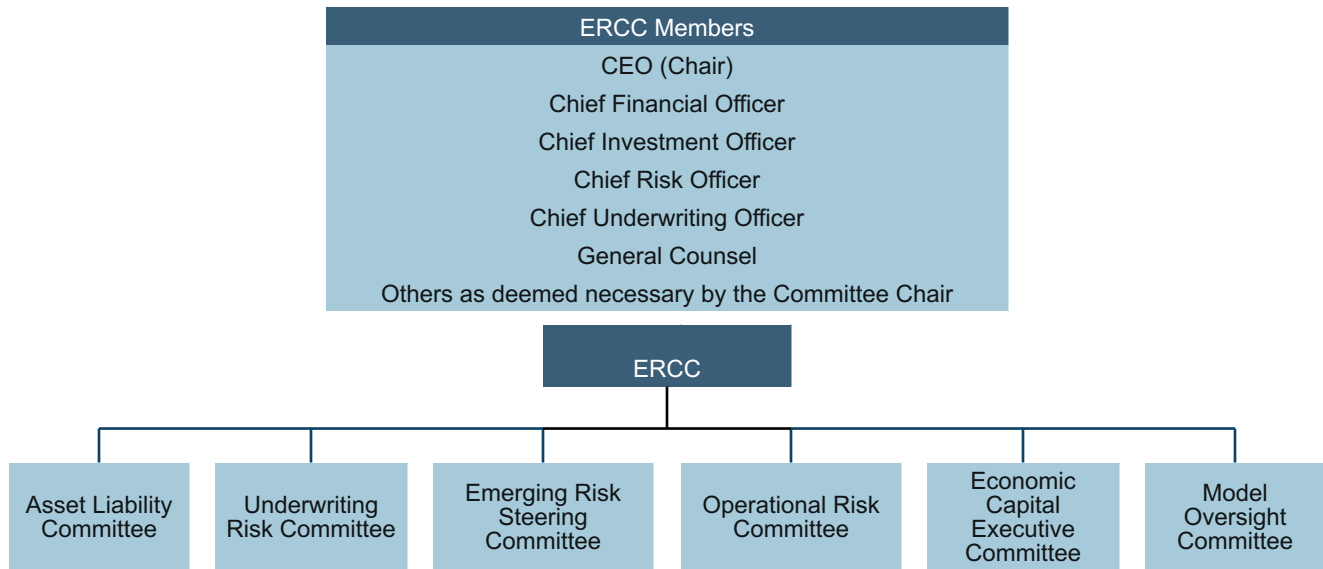 ERCC Members
CEO (Chair)
Chief Financial Officer
Chief Investment Officer
Chief Risk Officer
Chief Underwriting Officer
General Counsel
Others as deemed necessary by the Committee Chair
ERCC
Asset Liability
Committee
Underwriting
Risk Committee
Emerging Risk
Steering
Committee
Operational Risk
Committee
Economic
Capital
Executive
Committee
Model
Oversight
Committee